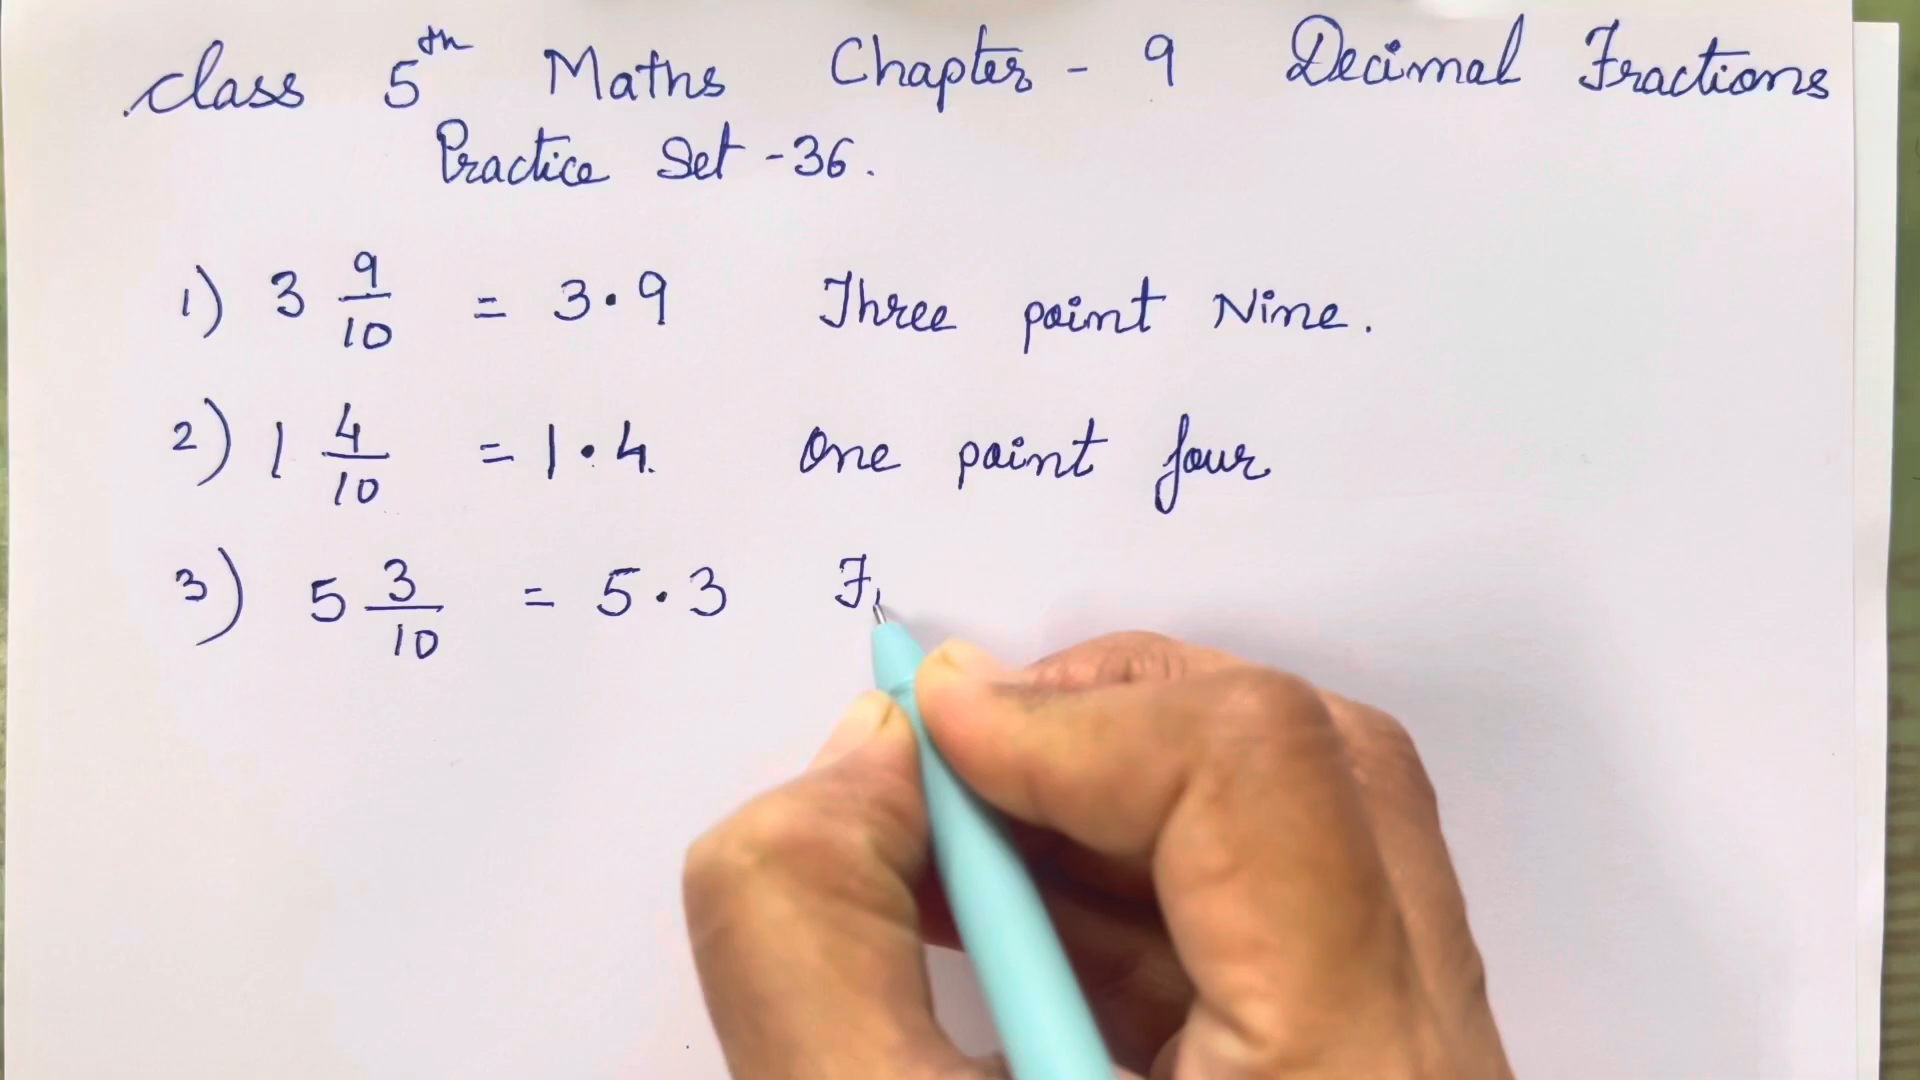 Class 5th Maths Chapter - 9 Decimal Fractions
Practice Set - 36.
1) 3 9/10 = 3.9 Three point Nine.
2) 1 4/10 = 1.4 One point four
3) 5 3/10 = 5.3 F